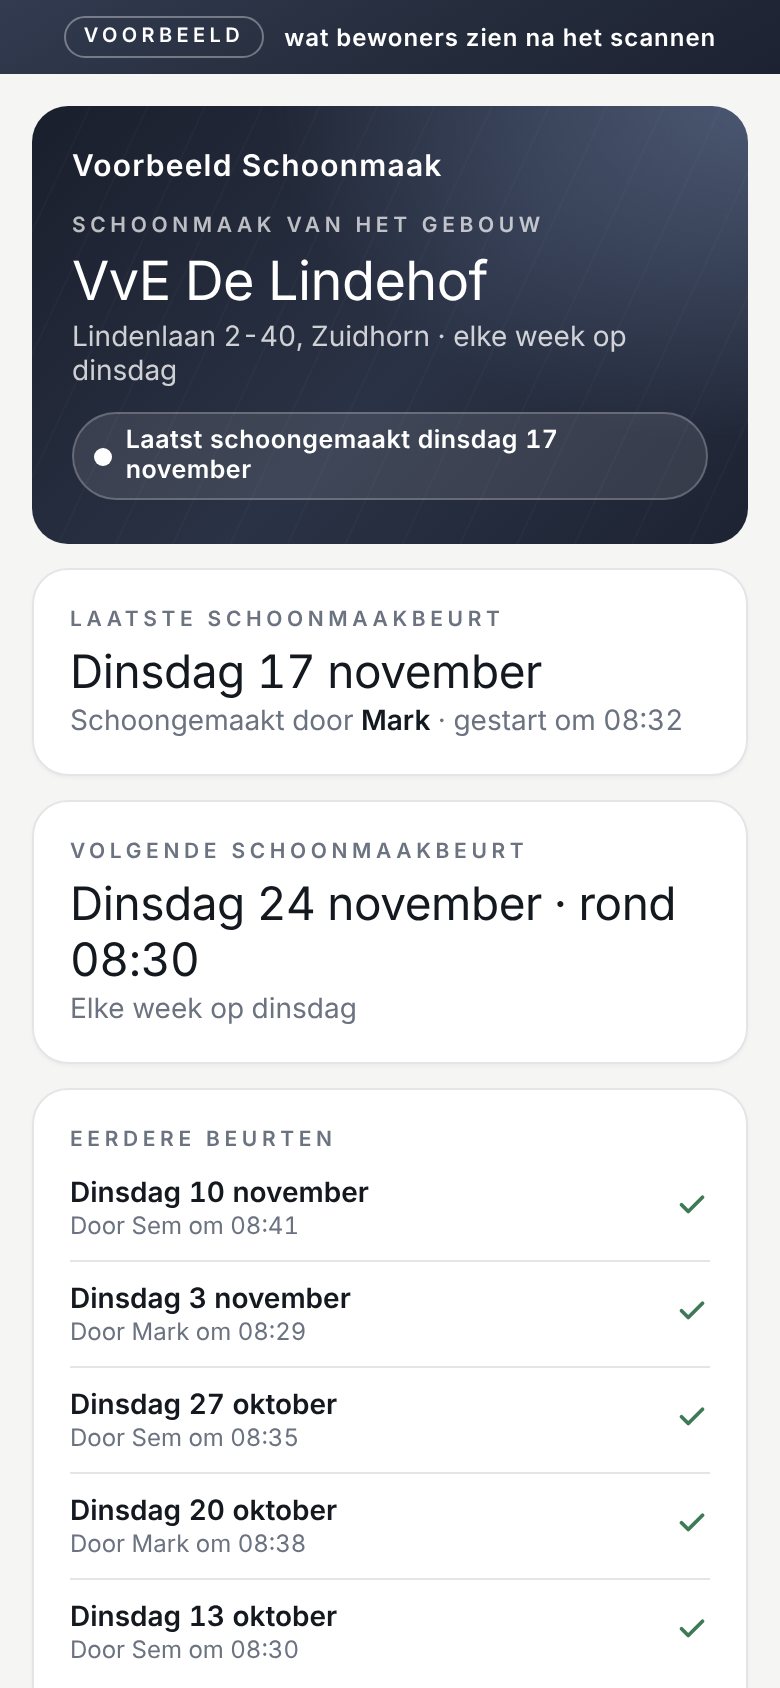 VOORBEELD wat bewoners zien na het scannen
Voorbeeld Schoonmaak
SCHOONMAAK VAN HET GEBOUW
VvE De Lindehof
Lindenlaan 2-40, Zuidhorn · elke week op
dinsdag
Laatst schoongemaakt dinsdag 17
november
LAATSTE SCHOONMAAKBEURT
Dinsdag 17 november
Schoongemaakt door Mark · gestart om 08:32
VOLGENDE SCHOONMAAKBEURT
Dinsdag 24 november · rond
08:30
Elke week op dinsdag
EERDERE BEURTEN
Dinsdag 10 november
Door Sem om 08:41
Dinsdag 3 november
Door Mark om 08:29
Dinsdag 27 oktober
Door Sem om 08:35
Dinsdag 20 oktober
Door Mark om 08:38
Dinsdag 13 oktober
Door Sem om 08:30